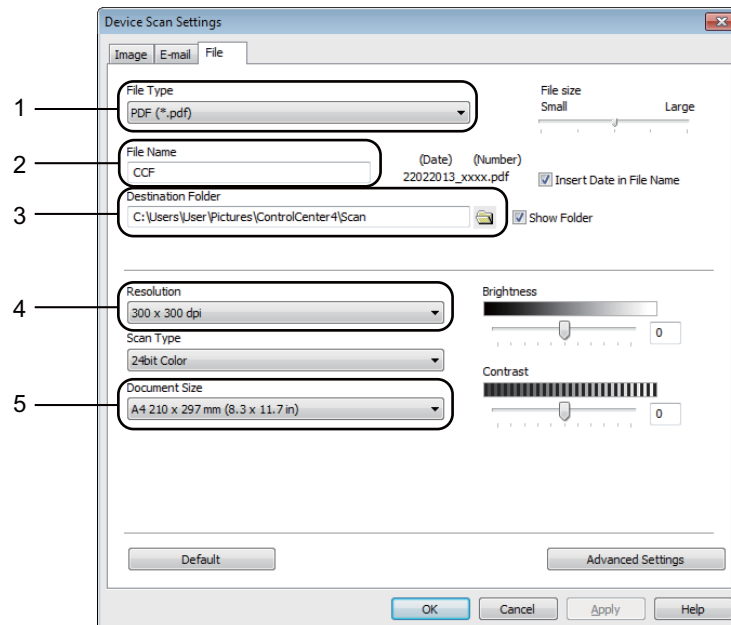 Device Scan Settings
Image E-mail File
1
File Type
PDF (*.pdf)
File size
Small Large
2
File Name
CCF
(Date) (Number)
22022013_xxxx.pdf
Insert Date in File Name
3
Destination Folder
C:\Users\User\Pictures\ControlCenter4\Scan
Show Folder
4
Resolution
300 x 300 dpi
Brightness
0
Scan Type
24bit Color
Contrast
0
5
Document Size
A4 210 x 297 mm (8.3 x 11.7 in)
Default
Advanced Settings
OK Cancel Apply Help